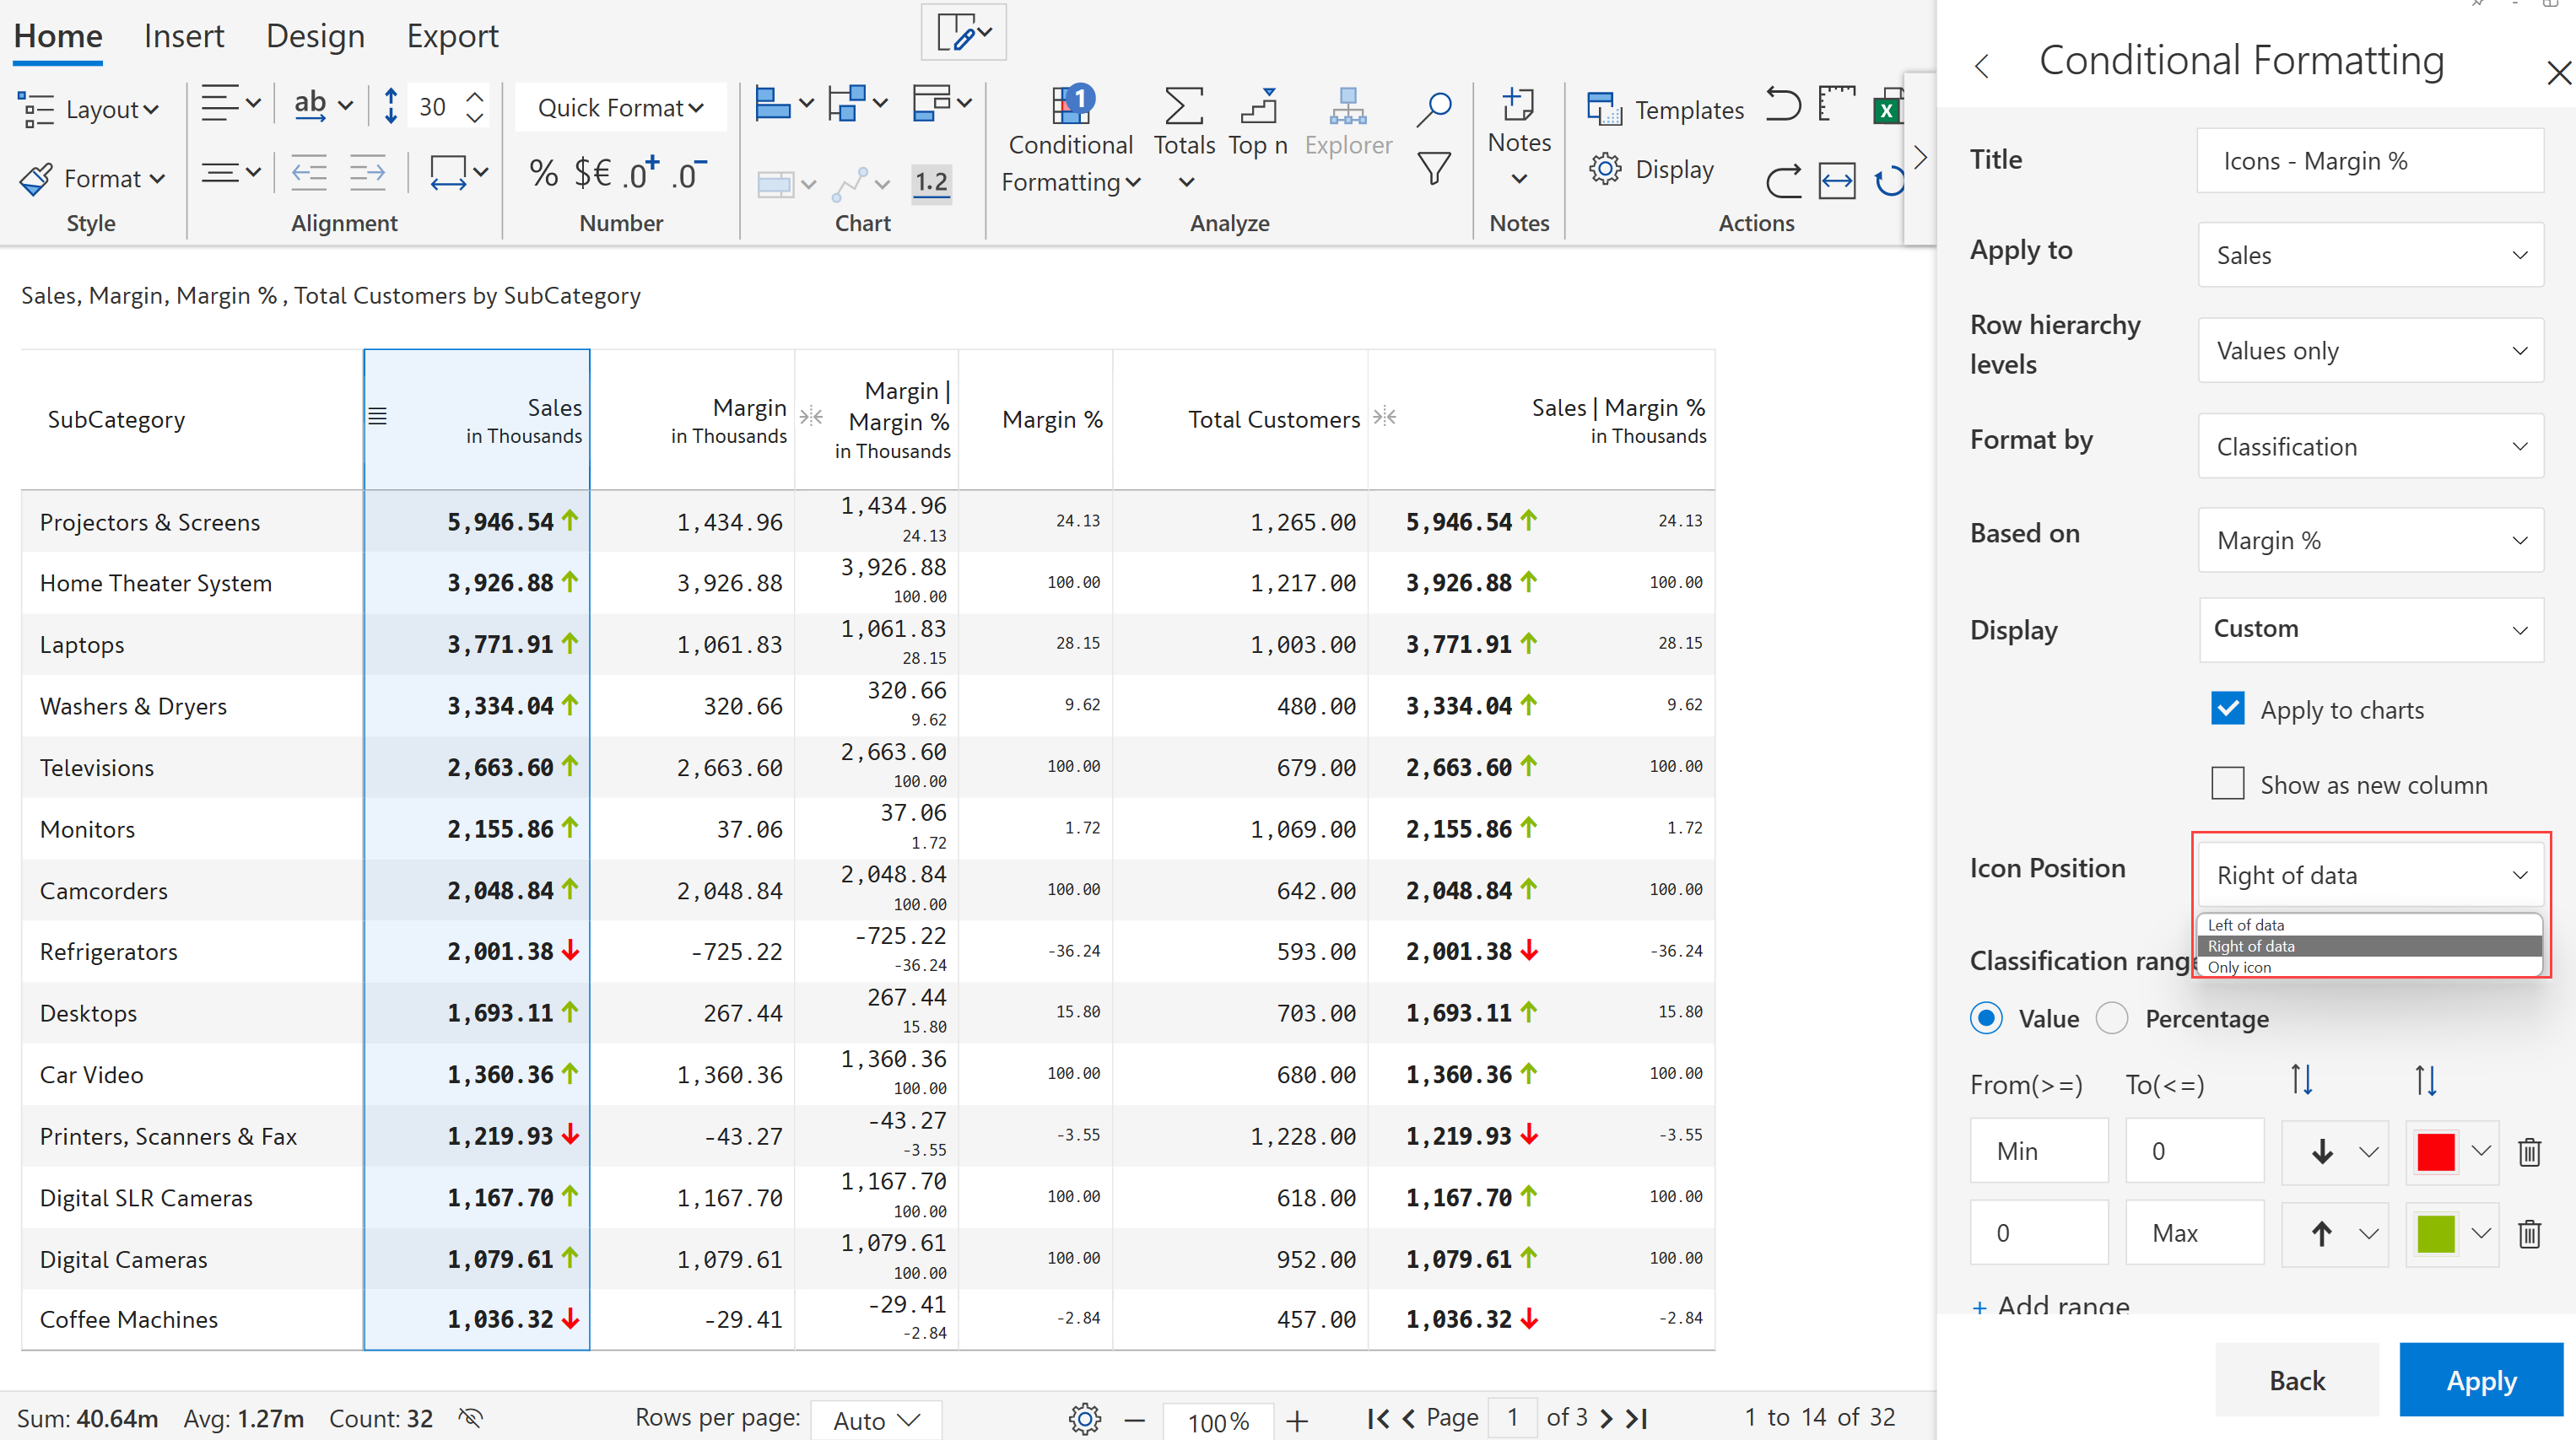 Home Insert Design Export
Layout ab 30 Quick Format 1 Templates X
Conditional Formatting Totals Top n Explorer Notes
Format % $€ .0+ .0- 1.2 Display
Style Alignment Number Chart Analyze Notes Actions
Sales, Margin, Margin % , Total Customers by SubCategory
SubCategory Sales in Thousands Margin in Thousands Margin | Margin % in Thousands Margin % Total Customers Sales | Margin % in Thousands
Projectors & Screens 5,946.54 1,434.96 1,434.96 24.13 24.13 1,265.00 5,946.54 24.13
Home Theater System 3,926.88 3,926.88 3,926.88 100.00 100.00 1,217.00 3,926.88 100.00
Laptops 3,771.91 1,061.83 1,061.83 28.15 28.15 1,003.00 3,771.91 28.15
Washers & Dryers 3,334.04 320.66 320.66 9.62 9.62 480.00 3,334.04 9.62
Televisions 2,663.60 2,663.60 2,663.60 100.00 100.00 679.00 2,663.60 100.00
Monitors 2,155.86 37.06 37.06 1.72 1.72 1,069.00 2,155.86 1.72
Camcorders 2,048.84 2,048.84 2,048.84 100.00 100.00 642.00 2,048.84 100.00
Refrigerators 2,001.38 -725.22 -725.22 -36.24 -36.24 593.00 2,001.38 -36.24
Desktops 1,693.11 267.44 267.44 15.80 15.80 703.00 1,693.11 15.80
Car Video 1,360.36 1,360.36 1,360.36 100.00 100.00 680.00 1,360.36 100.00
Printers, Scanners & Fax 1,219.93 -43.27 -43.27 -3.55 -3.55 1,228.00 1,219.93 -3.55
Digital SLR Cameras 1,167.70 1,167.70 1,167.70 100.00 100.00 618.00 1,167.70 100.00
Digital Cameras 1,079.61 1,079.61 1,079.61 100.00 100.00 952.00 1,079.61 100.00
Coffee Machines 1,036.32 -29.41 -29.41 -2.84 -2.84 457.00 1,036.32 -2.84
Sum: 40.64m Avg: 1.27m Count: 32 Rows per page: Auto 100% Page 1 of 3 1 to 14 of 32
Conditional Formatting
Title Icons - Margin %
Apply to Sales
Row hierarchy levels Values only
Format by Classification
Based on Margin %
Display Custom
Apply to charts
Show as new column
Icon Position Right of data
Left of data
Right of data
Only icon
Classification rang
Value Percentage
From(>=) To(<=)
Min 0
0 Max
+ Add range
Back Apply